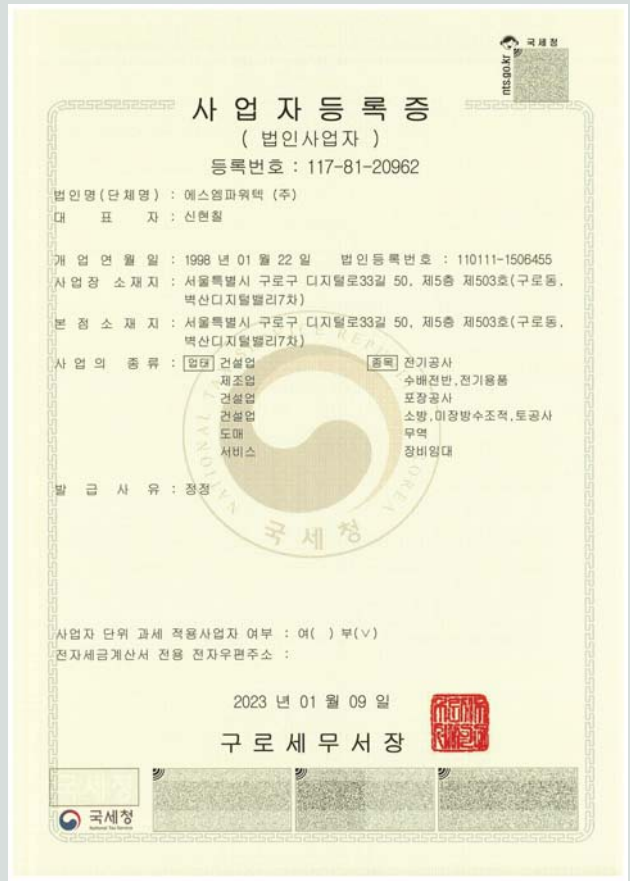 국세청
nts.go.kr
사업자등록증
( 법인사업자 )
등록번호 : 117-81-20962
법인명(단체명) : 에스엠파워텍 (주)
대 표 자 : 신현칠
개 업 연 월 일 : 1998 년 01 월 22 일 법인등록번호 : 110111-1506455
사업장 소재지 : 서울특별시 구로구 디지털로33길 50, 제5층 제503호(구로동,
벽산디지털밸리7차)
본 점 소 재 지 : 서울특별시 구로구 디지털로33길 50, 제5층 제503호(구로동,
벽산디지털밸리7차)
사 업 의 종 류 : 업태 건설업 종목 전기공사
제조업 수배전반,전기용품
건설업 포장공사
건설업 소방,미장방수조적,토공사
도매 무역
서비스 장비임대
발 급 사 유 : 정정
국세청
사업자 단위 과세 적용사업자 여부 : 여( ) 부(∨)
전자세금계산서 전용 전자우편주소 :
2023 년 01 월 09 일
구로세무서장
국세청
국세청
National Tax Service